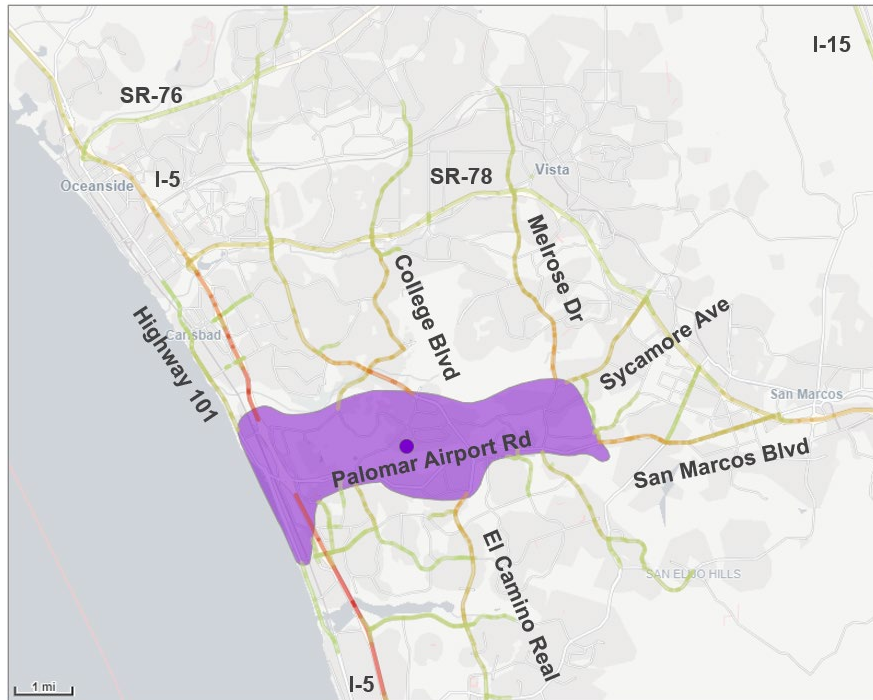 I-15
SR-76
Oceanside
I-5
SR-78
Vista
Melrose Dr
College Blvd
Highway 101
Carlsbad
Sycamore Ave
San Marcos
Palomar Airport Rd
San Marcos Blvd
El Camino Real
SAN ELIJO HILLS
I-5
1 mi